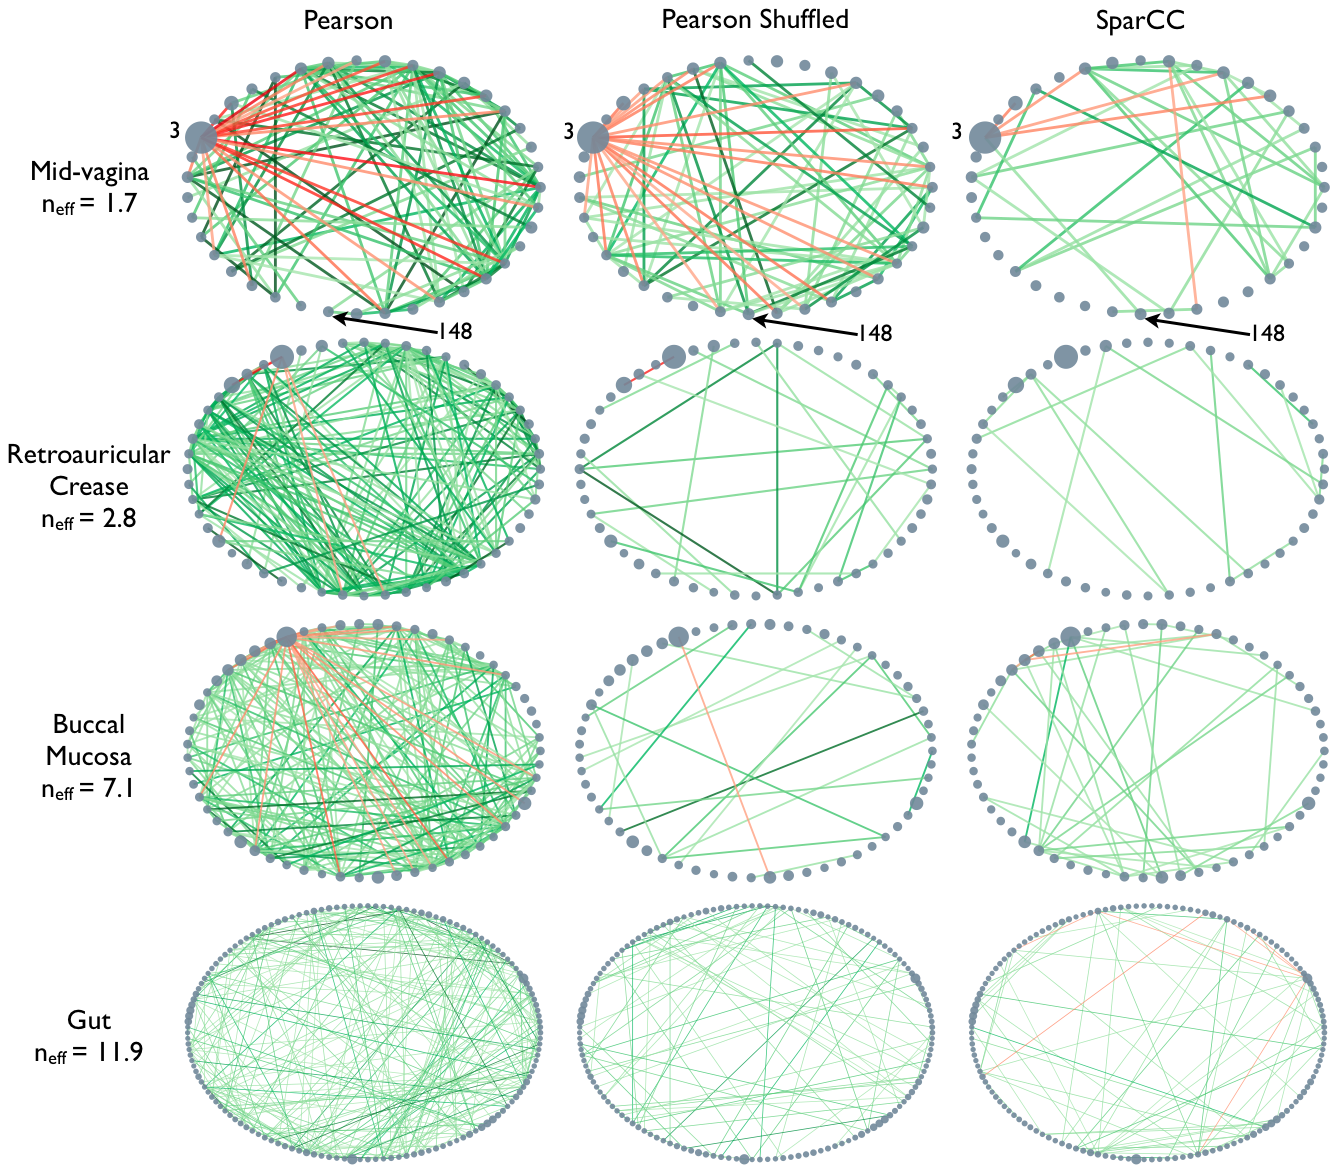 Pearson
Pearson Shuffled
SparCC
3
3
3
Mid-vagina
neff = 1.7
148
148
148
Retroauricular
Crease
neff = 2.8
Buccal
Mucosa
neff = 7.1
Gut
neff = 11.9